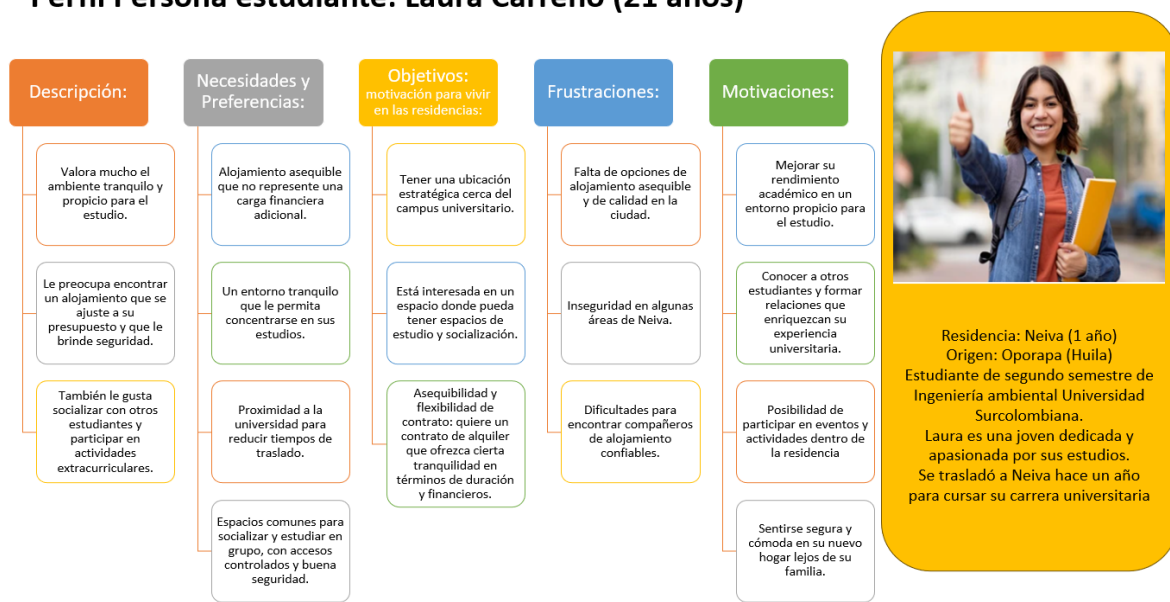 Perfil Persona estudiante: Laura Carreño (21 años)
Descripción:
Valora mucho el
ambiente tranquilo y
propicio para el
estudio.
Le preocupa encontrar
un alojamiento que se
ajuste a su
presupuesto y que le
brinde seguridad.
También le gusta
socializar con otros
estudiantes y
participar en
actividades
extracurriculares.
Necesidades y
Preferencias:
Alojamiento asequible
que no represente una
carga financiera
adicional.
Un entorno tranquilo
que le permita
concentrarse en sus
estudios.
Proximidad a la
universidad para
reducir tiempos de
traslado.
Espacios comunes para
socializar y estudiar en
grupo, con accesos
controlados y buena
seguridad.
Objetivos:
motivación para vivir
en las residencias:
Tener una ubicación
estratégica cerca del
campus universitario.
Está interesada en un
espacio donde pueda
tener espacios de
estudio y socialización.
Asequibilidad y
flexibilidad de
contrato: quiere un
contrato de alquiler
que ofrezca cierta
tranquilidad en
términos de duración
y financieros.
Frustraciones:
Falta de opciones de
alojamiento asequible
y de calidad en la
ciudad.
Inseguridad en algunas
áreas de Neiva.
Dificultades para
encontrar compañeros
de alojamiento
confiables.
Motivaciones:
Mejorar su
rendimiento
académico en un
entorno propicio para
el estudio.
Conocer a otros
estudiantes y formar
relaciones que
enriquezcan su
experiencia
universitaria.
Posibilidad de
participar en eventos y
actividades dentro de
la residencia
Sentirse segura y
cómoda en su nuevo
hogar lejos de su
familia.
Residencia: Neiva (1 año)
Origen: Oporapa (Huila)
Estudiante de segundo semestre de
Ingeniería ambiental Universidad
Surcolombiana.
Laura es una joven dedicada y
apasionada por sus estudios.
Se trasladó a Neiva hace un año
para cursar su carrera universitaria